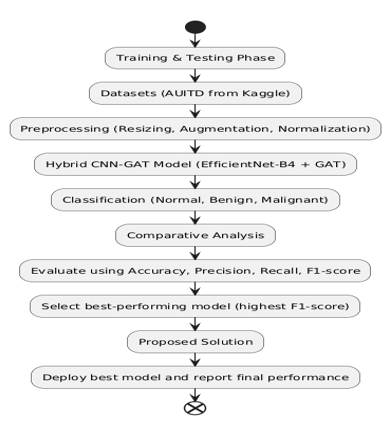 Training & Testing Phase
Datasets (AUITD from Kaggle)
Preprocessing (Resizing, Augmentation, Normalization)
Hybrid CNN-GAT Model (EfficientNet-B4 + GAT)
Classification (Normal, Benign, Malignant)
Comparative Analysis
Evaluate using Accuracy, Precision, Recall, F1-score
Select best-performing model (highest F1-score)
Proposed Solution
Deploy best model and report final performance